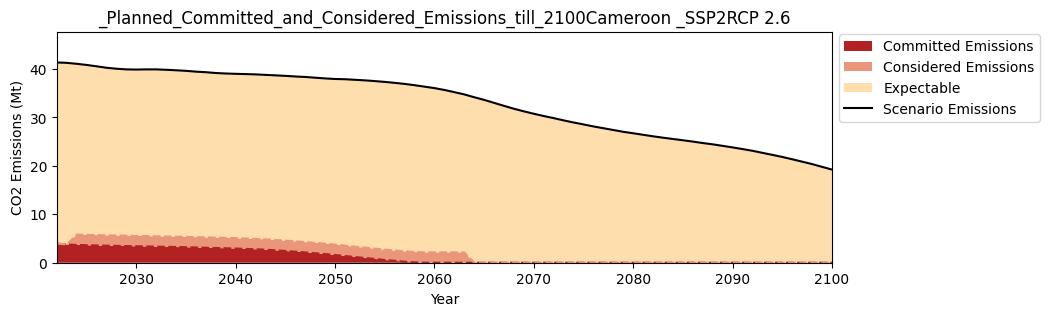 _Planned_Committed_and_Considered_Emissions_till_2100Cameroon _SSP2RCP 2.6
Committed Emissions
Considered Emissions
Expectable
Scenario Emissions
CO2 Emissions (Mt)
40
30
20
10
0
2030 2040 2050 2060 2070 2080 2090 2100
Year